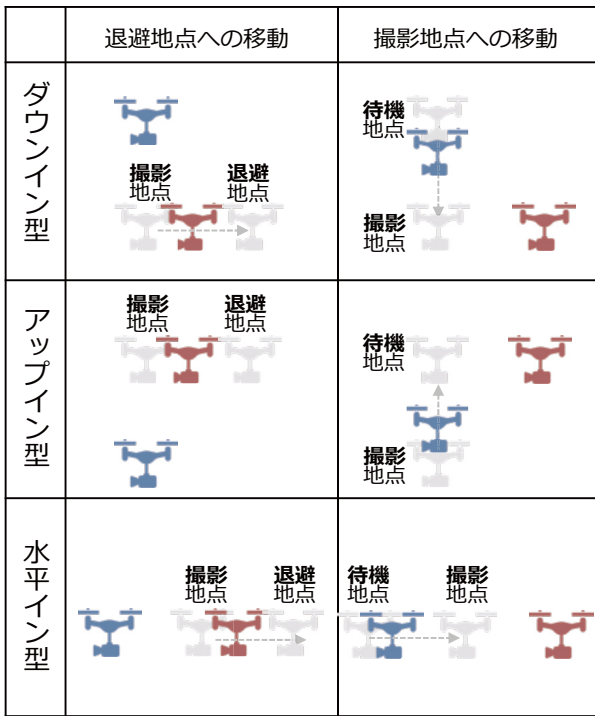 退避地点への移動
撮影地点への移動
ダウンイン型
撮影
地点
退避
地点
待機
地点
撮影
地点
アップイン型
撮影
地点
退避
地点
待機
地点
撮影
地点
水平イン型
撮影
地点
退避
地点
待機
地点
撮影
地点